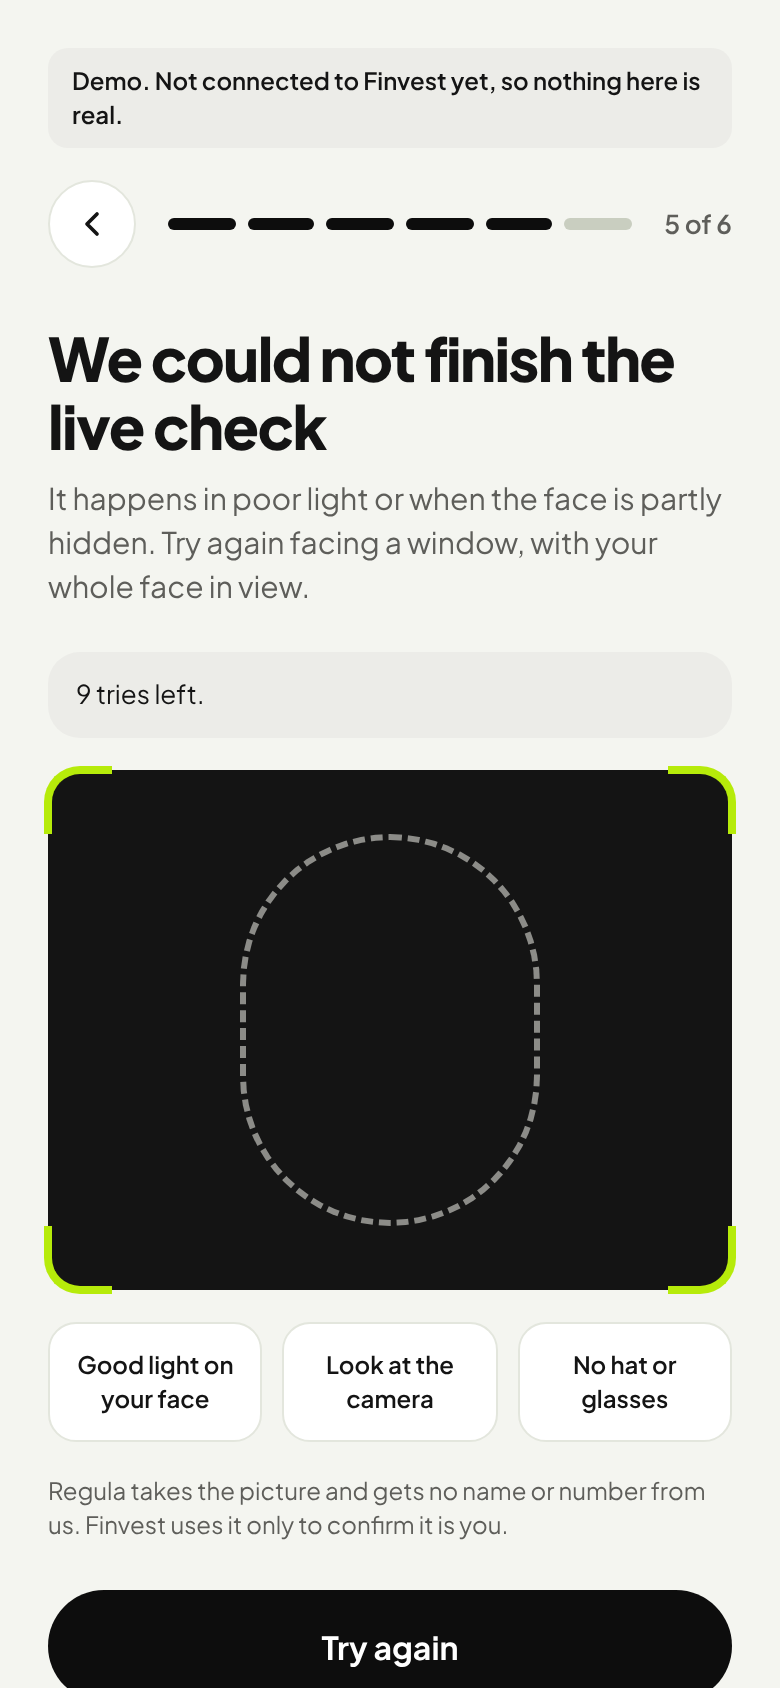 Demo. Not connected to Finvest yet, so nothing here is
real.
5 of 6
We could not finish the
live check
It happens in poor light or when the face is partly
hidden. Try again facing a window, with your
whole face in view.
9 tries left.
Good light on
your face
Look at the
camera
No hat or
glasses
Regula takes the picture and gets no name or number from
us. Finvest uses it only to confirm it is you.
Try again